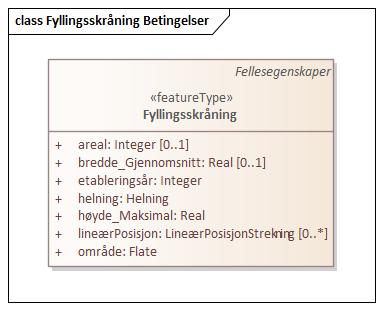 class Fyllingsskråning Betingelser
Fellesegenskaper
«featureType»
Fyllingsskråning
+ areal: Integer [0..1]
+ bredde_Gjennomsnitt: Real [0..1]
+ etableringsår: Integer
+ helning: Helning
+ høyde_Maksimal: Real
+ lineærPosisjon: LineærPosisjonStrekning [0..*]
+ område: Flate